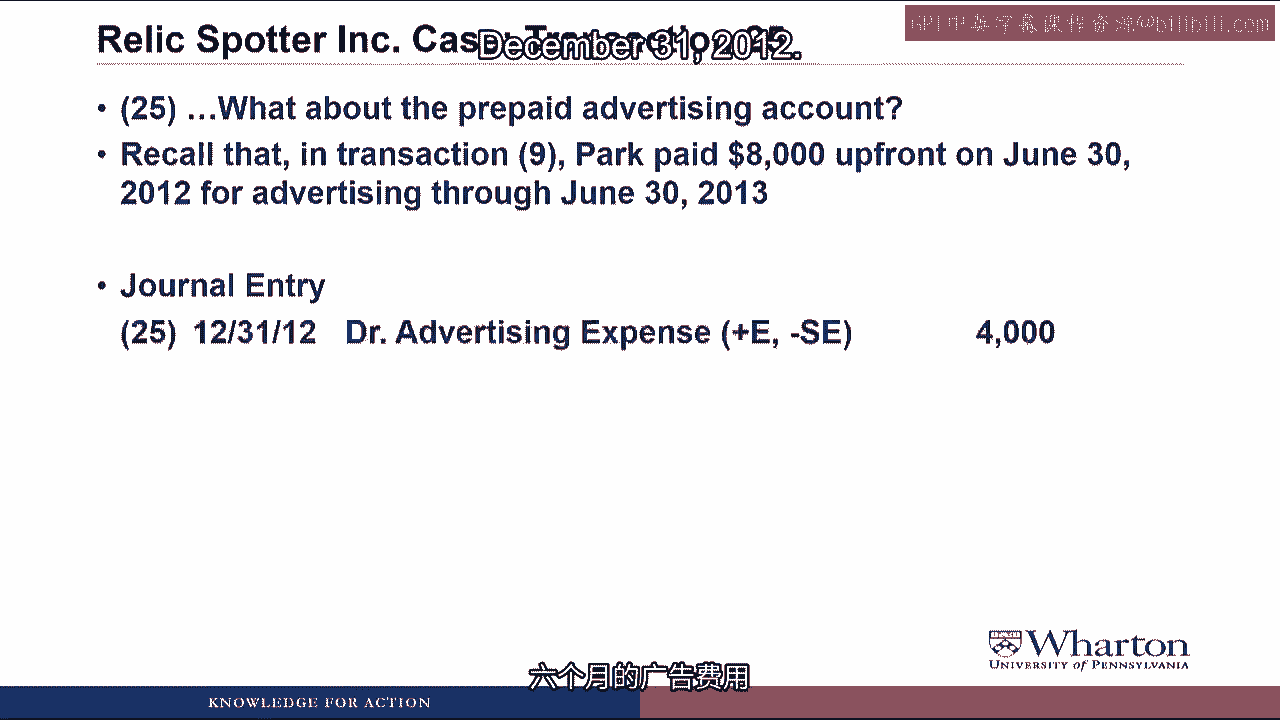 Relic Spotter Inc. Case: Transaction 25
December 31, 2012.
GPT中英字幕课程资源@bilibili.com
• (25) …What about the prepaid advertising account?
• Recall that, in transaction (9), Park paid $8,000 upfront on June 30,
2012 for advertising through June 30, 2013
• Journal Entry
(25) 12/31/12 Dr. Advertising Expense (+E, -SE) 4,000
Wharton
UNIVERSITY of PENNSYLVANIA
六个月的广告费用
KNOWLEDGE FOR ACTION